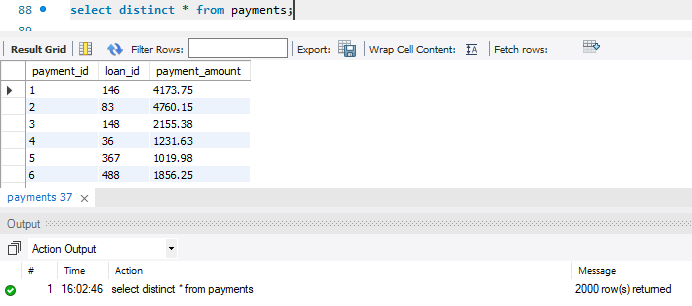 88 select distinct * from payments;
89
Result Grid Filter Rows: Export: Wrap Cell Content: Fetch rows:
payment_id loan_id payment_amount
1 146 4173.75
2 83 4760.15
3 148 2155.38
4 36 1231.63
5 367 1019.98
6 488 1856.25
payments 37
Output
Action Output
# Time Action Message
1 16:02:46 select distinct * from payments 2000 row(s) returned